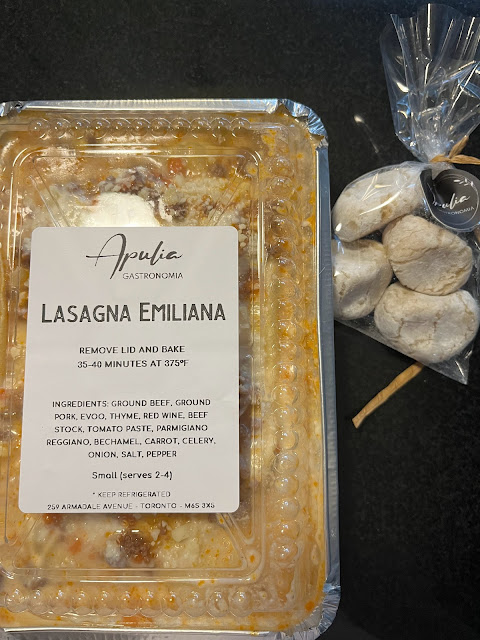 Apulia
GASTRONOMIA
LASAGNA EMILIANA
REMOVE LID AND BAKE
35-40 MINUTES AT 375°F
INGREDIENTS: GROUND BEEF, GROUND
PORK, EVOO, THYME, RED WINE, BEEF
STOCK, TOMATO PASTE, PARMIGIANO
REGGIANO, BECHAMEL, CARROT, CELERY,
ONION, SALT, PEPPER
Small (serves 2-4)
* KEEP REFRIGERATED
259 ARMADALE AVENUE - TORONTO - M6S 3X5
GASTRONOMIA